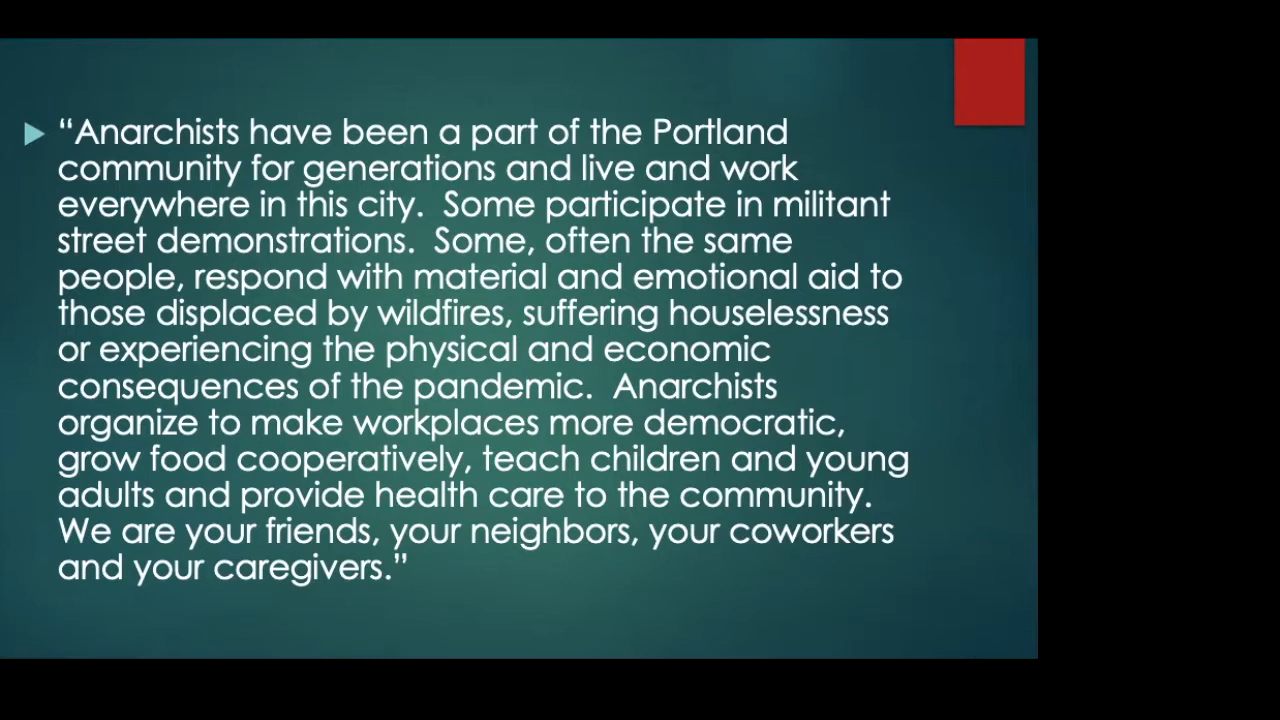 “Anarchists have been a part of the Portland
community for generations and live and work
everywhere in this city.  Some participate in militant
street demonstrations.  Some, often the same
people, respond with material and emotional aid to
those displaced by wildfires, suffering houselessness
or experiencing the physical and economic
consequences of the pandemic.  Anarchists
organize to make workplaces more democratic,
grow food cooperatively, teach children and young
adults and provide health care to the community.
We are your friends, your neighbors, your coworkers
and your caregivers.”